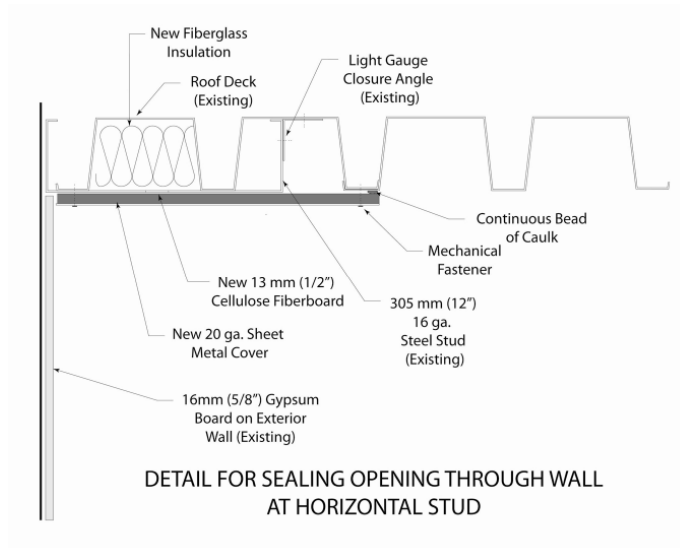 New Fiberglass
Insulation
Roof Deck
(Existing)
Light Gauge
Closure Angle
(Existing)
Continuous Bead
of Caulk
Mechanical
Fastener
New 13 mm (1/2”)
Cellulose Fiberboard
305 mm (12”)
16 ga.
Steel Stud
(Existing)
New 20 ga. Sheet
Metal Cover
16mm (5/8”) Gypsum
Board on Exterior
Wall (Existing)
DETAIL FOR SEALING OPENING THROUGH WALL
AT HORIZONTAL STUD